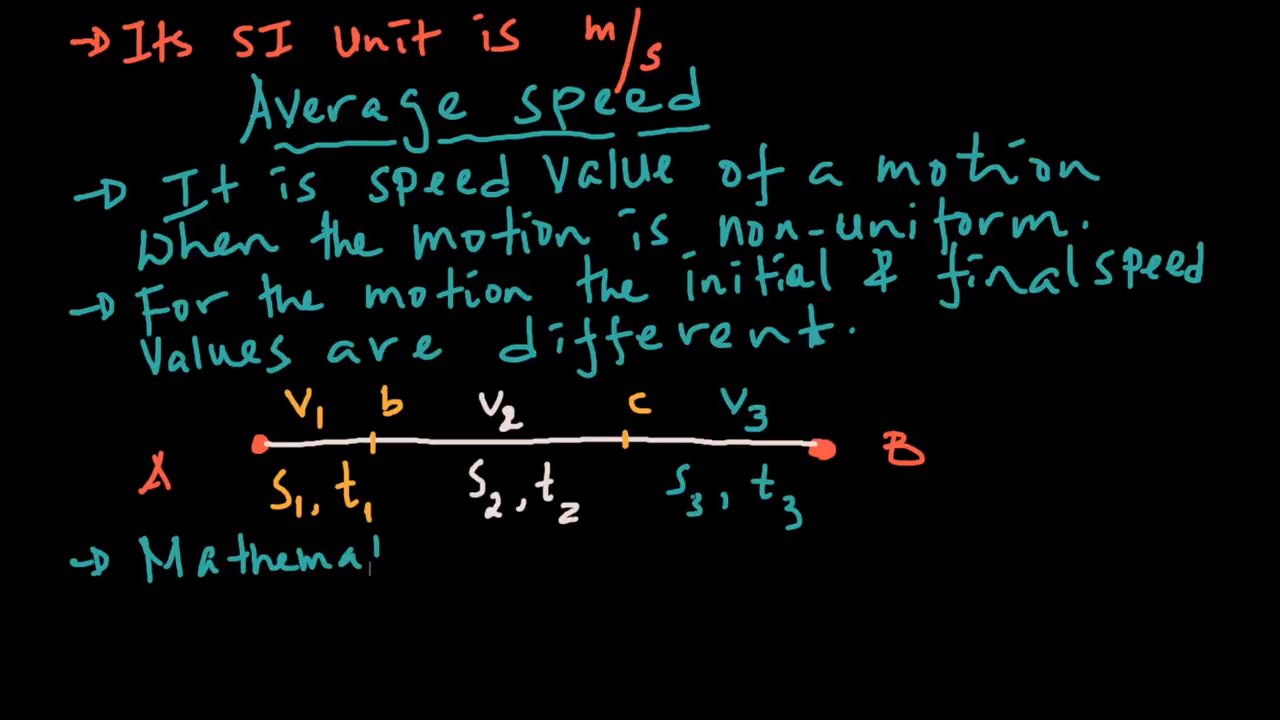 → Its SI unit is m/s
Average speed
→ It is speed value of a motion
when the motion is non-uniform.
→ For the motion the initial & final speed
values are different.
V1 b V2 c V3
A B
S1, t1 S2, t2 S3, t3
→ Mathema